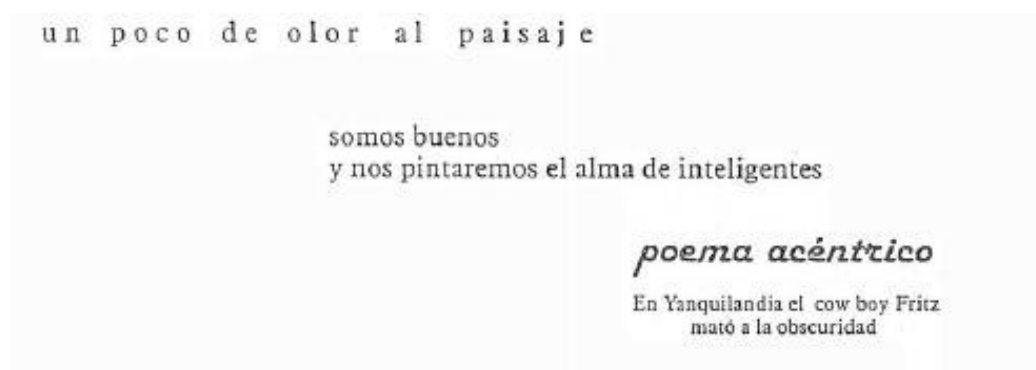 un poco de olor al paisaje
somos buenos
y nos pintaremos el alma de inteligentes
poema acéntrico
En Yanquilandia el cow boy Fritz
mató a la obscuridad